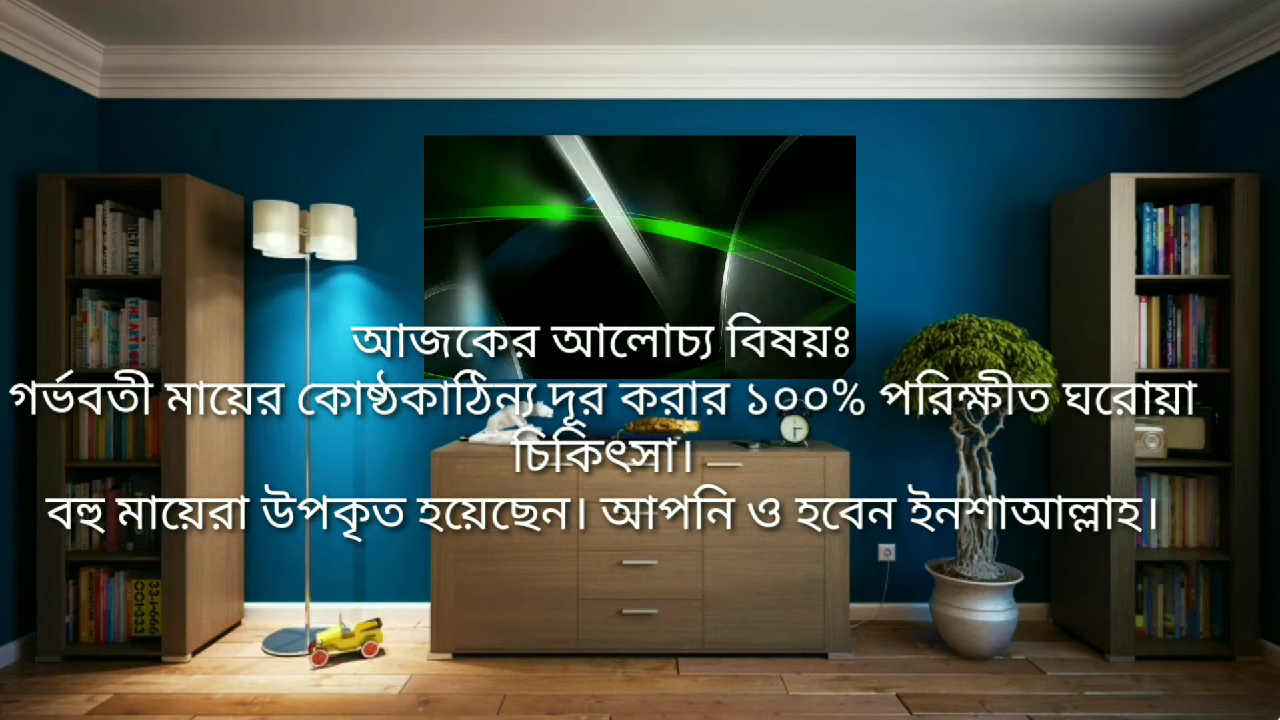 আজকের আলোচ্য বিষয়ঃ
গর্ভবতী মায়ের কোষ্ঠকাঠিন্য দূর করার ১০০% পরিক্ষীত ঘরোয়া
চিকিৎসা।
বহু মায়েরা উপকৃত হয়েছেন। আপনি ও হবেন ইনশাআল্লাহ।